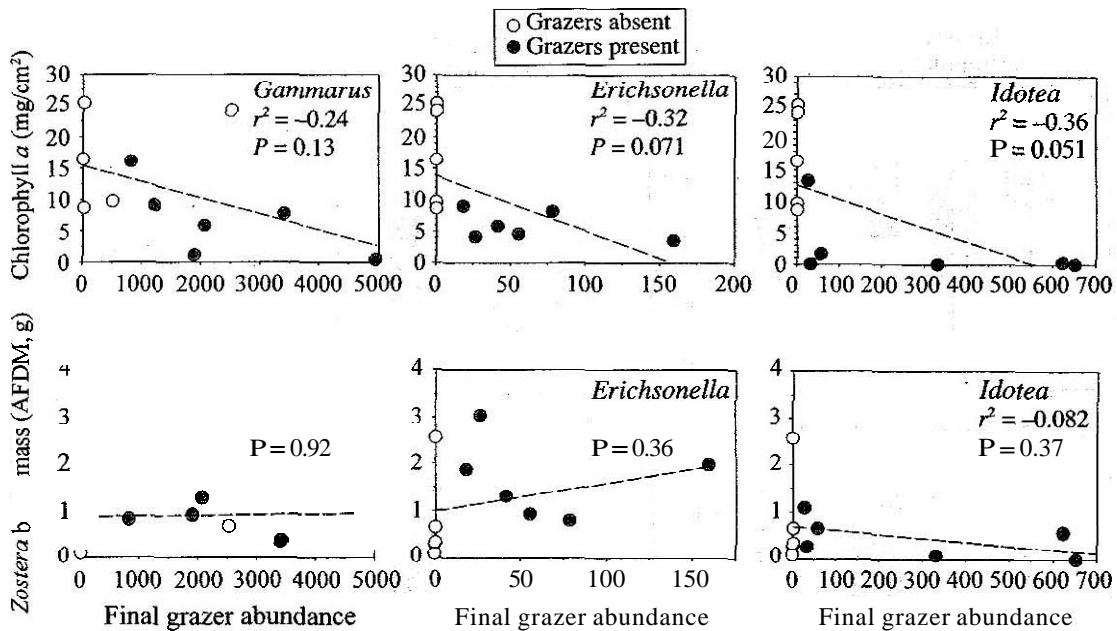 Grazers absent
Grazers present
Chlorophyll a (mg/cm²)
30
25
20
15
10
5
0
Gammarus
r² = –0.24
P = 0.13
0 1000 2000 3000 4000 5000
30
25
20
15
10
5
0
Erichsonella
r² = –0.32
P = 0.071
0 50 100 150 200
30
25
20
15
10
5
0
Idotea
r² = –0.36
P = 0.051
0 100 200 300 400 500 600 700
Zostera b mass (AFDM, g)
4
3
2
1
0
P = 0.92
0 1000 2000 3000 4000 5000
Final grazer abundance
4
3
2
1
0
Erichsonella
P = 0.36
0 50 100 150
Final grazer abundance
4
3
2
1
0
Idotea
r² = –0.082
P = 0.37
0 100 200 300 400 500 600 700
Final grazer abundance